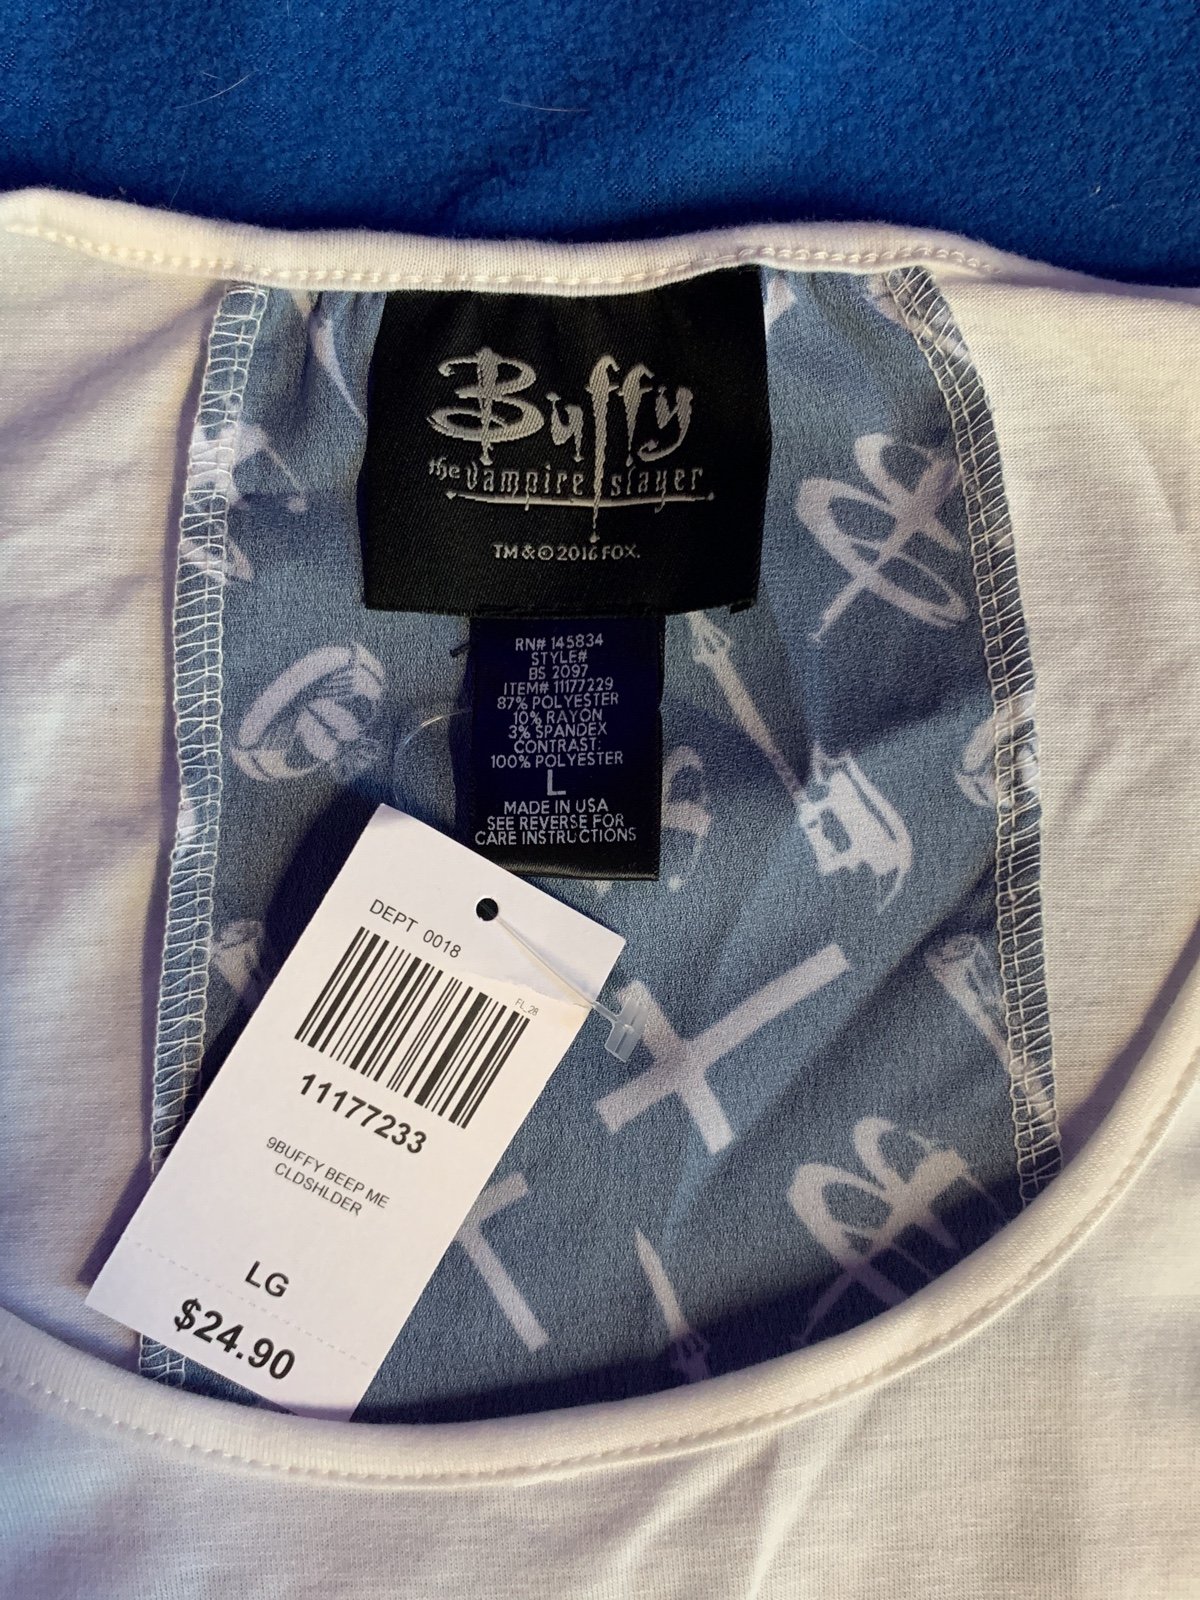 Buffy
the vampire slayer
TM & © 2016 FOX.
RN# 145834
STYLE#
BS 2097
ITEM# 11177229
87% POLYESTER
10% RAYON
3% SPANDEX
CONTRAST:
100% POLYESTER
L
MADE IN USA
SEE REVERSE FOR
CARE INSTRUCTIONS
DEPT 0018
FL_28
11177233
9BUFFY BEEP ME
CLDSHLDER
LG
$24.90